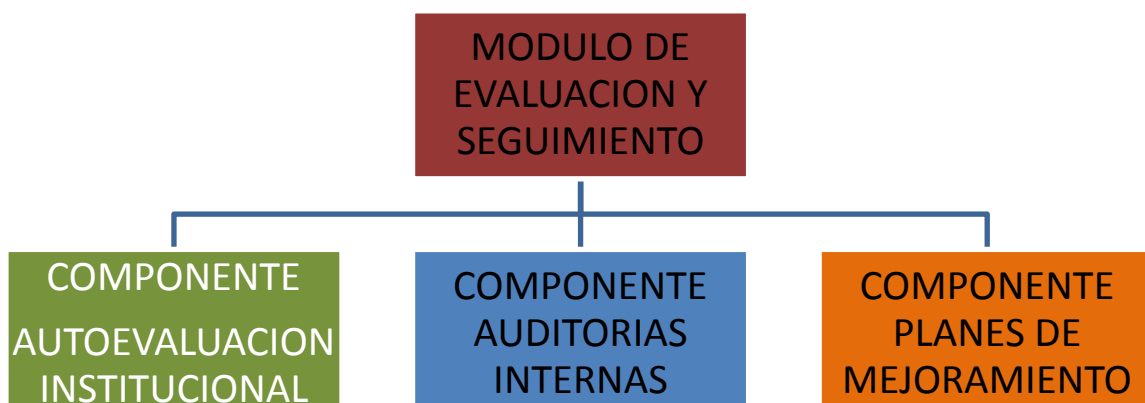 MODULO DE
EVALUACION Y
SEGUIMIENTO
COMPONENTE
AUTOEVALUACION
INSTITUCIONAL
COMPONENTE
AUDITORIAS
INTERNAS
COMPONENTE
PLANES DE
MEJORAMIENTO